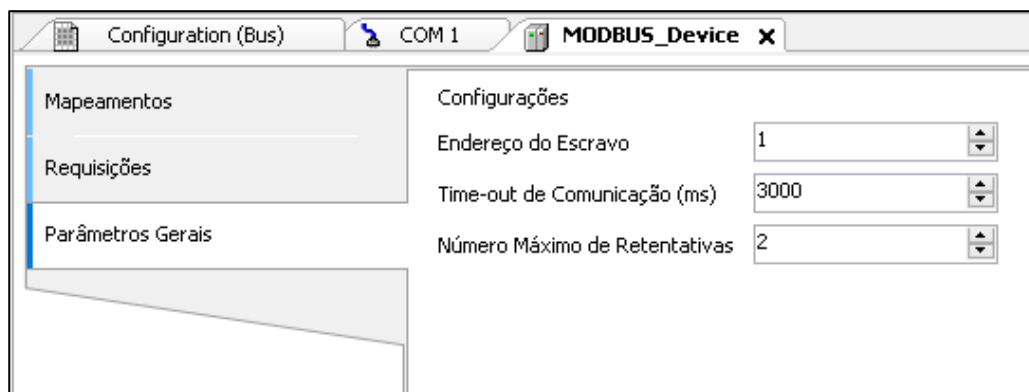 Configuration (Bus) COM 1 MODBUS_Device
Mapeamentos
Requisições
Parâmetros Gerais
Configurações
Endereço do Escravo 1
Time-out de Comunicação (ms) 3000
Número Máximo de Retentativas 2